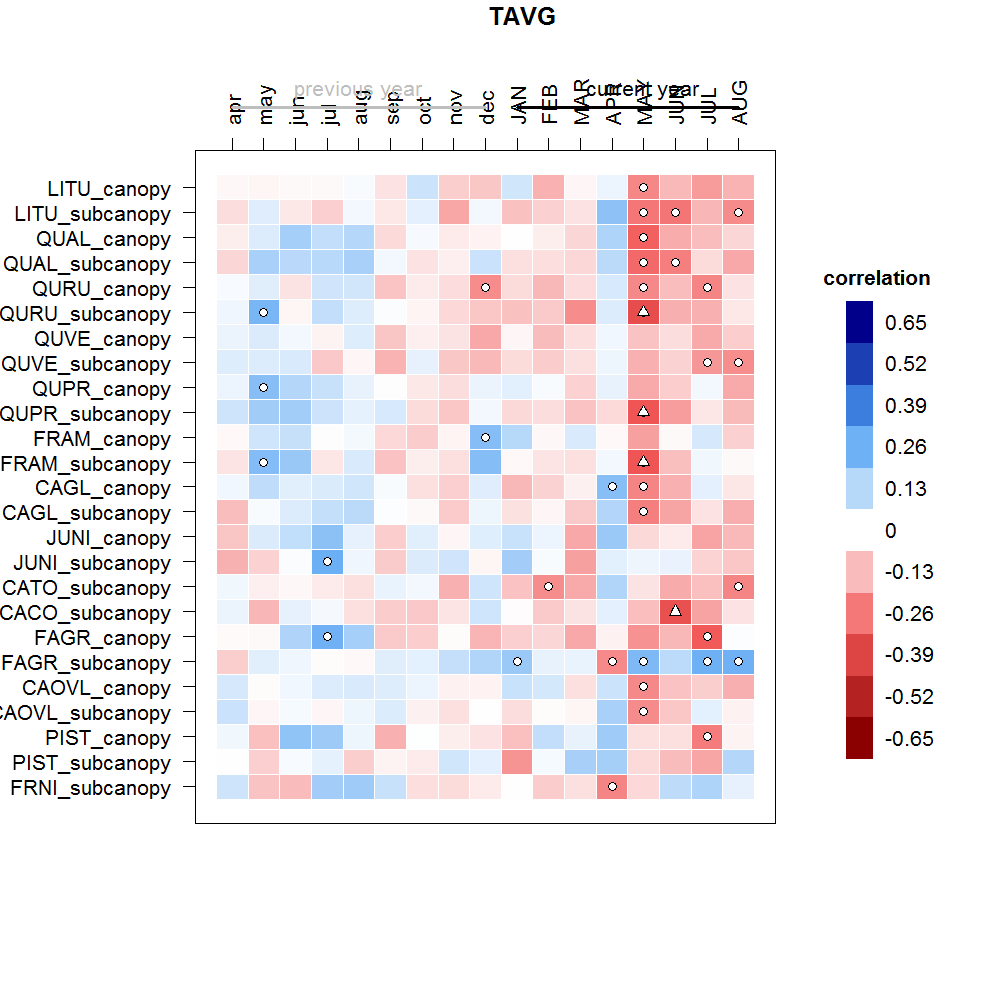 TAVG
previous year
current year
apr may jun jul aug sep oct nov dec JAN FEB MAR APR MAY JUN JUL AUG
LITU_canopy
LITU_subcanopy
QUAL_canopy
QUAL_subcanopy
QURU_canopy
QURU_subcanopy
QUVE_canopy
QUVE_subcanopy
QUPR_canopy
QUPR_subcanopy
FRAM_canopy
FRAM_subcanopy
CAGL_canopy
CAGL_subcanopy
JUNI_canopy
JUNI_subcanopy
CATO_subcanopy
CACO_subcanopy
FAGR_canopy
FAGR_subcanopy
CAOVL_canopy
CAOVL_subcanopy
PIST_canopy
PIST_subcanopy
FRNI_subcanopy
correlation
0.65
0.52
0.39
0.26
0.13
0
-0.13
-0.26
-0.39
-0.52
-0.65